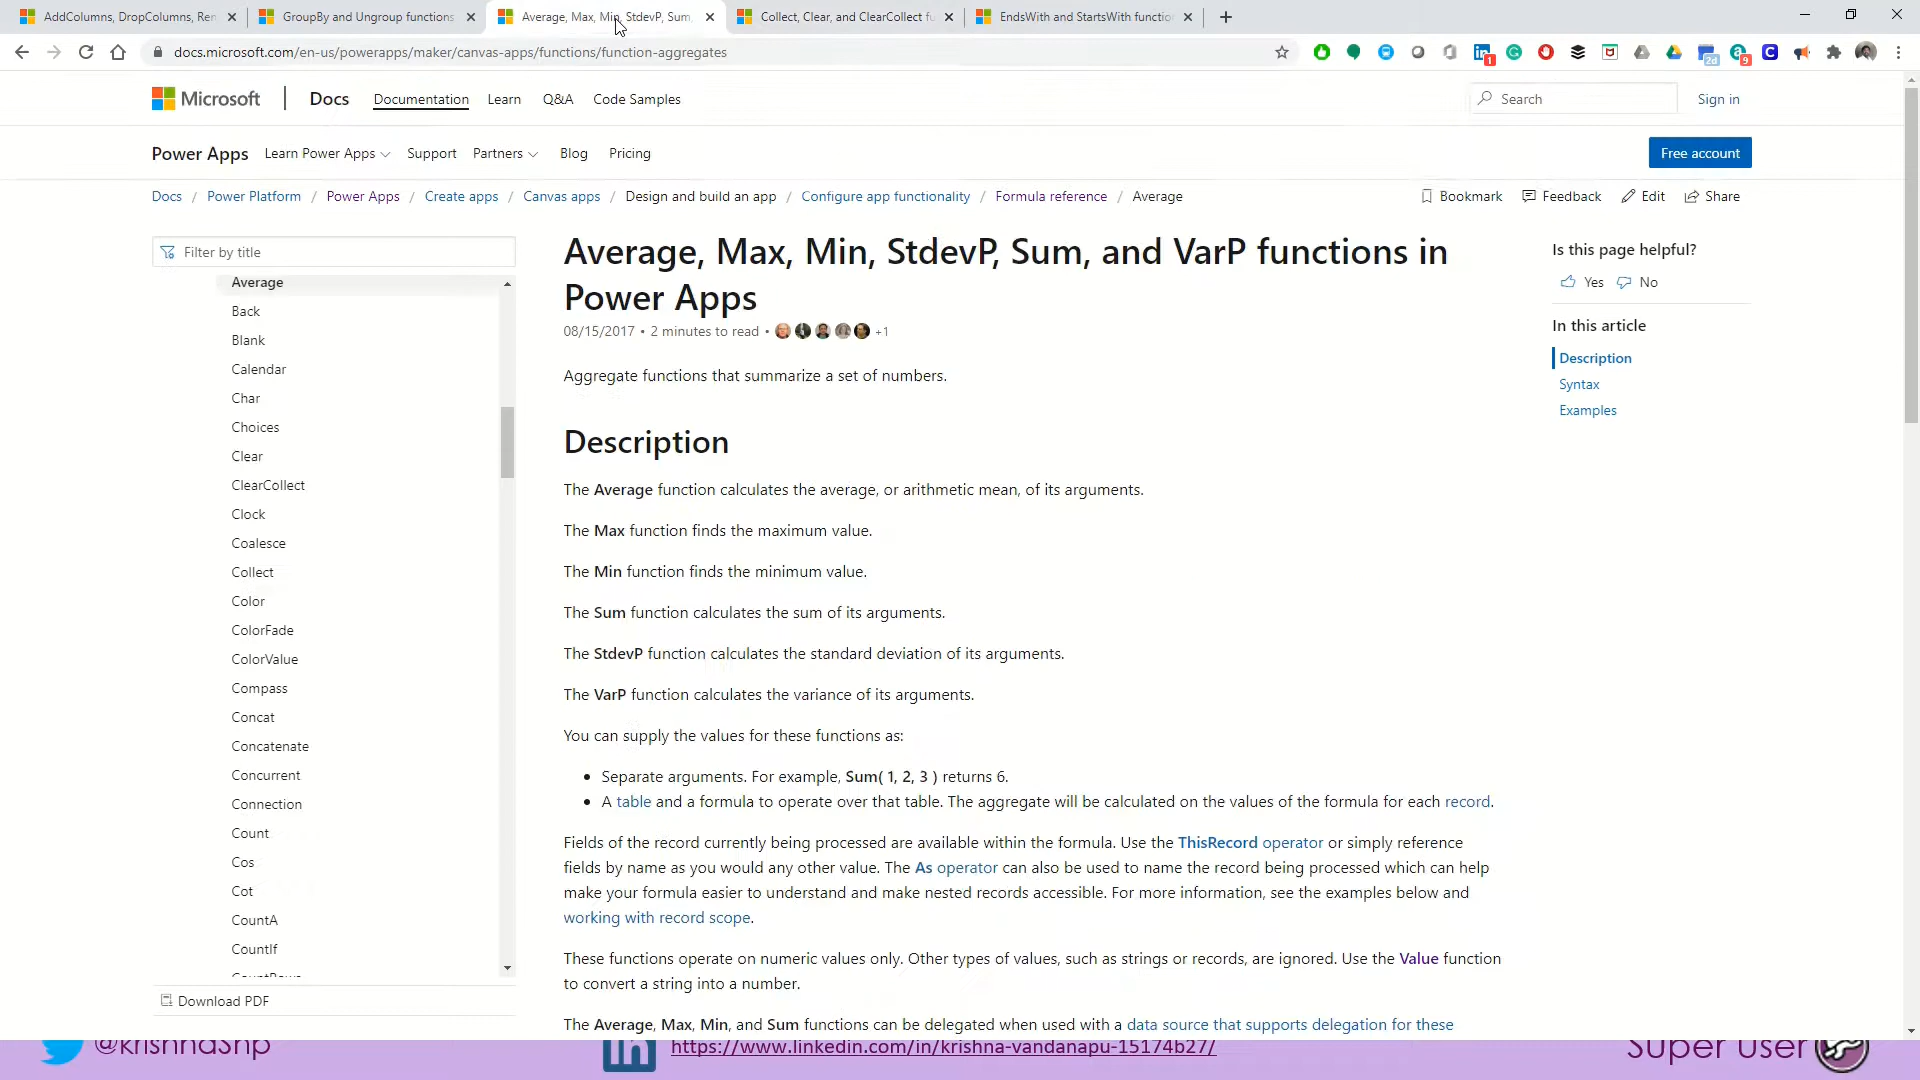 AddColumns, DropColumns, Ren
GroupBy and Ungroup functions
Average, Max, Min, StdevP, Sum,
Collect, Clear, and ClearCollect fu
EndsWith and StartsWith functio
docs.microsoft.com/en-us/powerapps/maker/canvas-apps/functions/function-aggregates
Microsoft Docs Documentation Learn Q&A Code Samples Search Sign in
Power Apps Learn Power Apps Support Partners Blog Pricing Free account
Docs / Power Platform / Power Apps / Create apps / Canvas apps / Design and build an app / Configure app functionality / Formula reference / Average
Bookmark Feedback Edit Share
Filter by title
Average
Back
Blank
Calendar
Char
Choices
Clear
ClearCollect
Clock
Coalesce
Collect
Color
ColorFade
ColorValue
Compass
Concat
Concatenate
Concurrent
Connection
Count
Cos
Cot
CountA
CountIf
CountRows
Download PDF
Average, Max, Min, StdevP, Sum, and VarP functions in
Power Apps
08/15/2017 • 2 minutes to read • +1
Aggregate functions that summarize a set of numbers.
Description
The Average function calculates the average, or arithmetic mean, of its arguments.
The Max function finds the maximum value.
The Min function finds the minimum value.
The Sum function calculates the sum of its arguments.
The StdevP function calculates the standard deviation of its arguments.
The VarP function calculates the variance of its arguments.
You can supply the values for these functions as:
• Separate arguments. For example, Sum( 1, 2, 3 ) returns 6.
• A table and a formula to operate over that table. The aggregate will be calculated on the values of the formula for each record.
Fields of the record currently being processed are available within the formula. Use the ThisRecord operator or simply reference
fields by name as you would any other value. The As operator can also be used to name the record being processed which can help
make your formula easier to understand and make nested records accessible. For more information, see the examples below and
working with record scope.
These functions operate on numeric values only. Other types of values, such as strings or records, are ignored. Use the Value function
to convert a string into a number.
The Average, Max, Min, and Sum functions can be delegated when used with a data source that supports delegation for these
Is this page helpful?
Yes No
In this article
Description
Syntax
Examples
@krishnaShp
https://www.linkedin.com/in/krishna-vandanapu-15174b27/
Super User